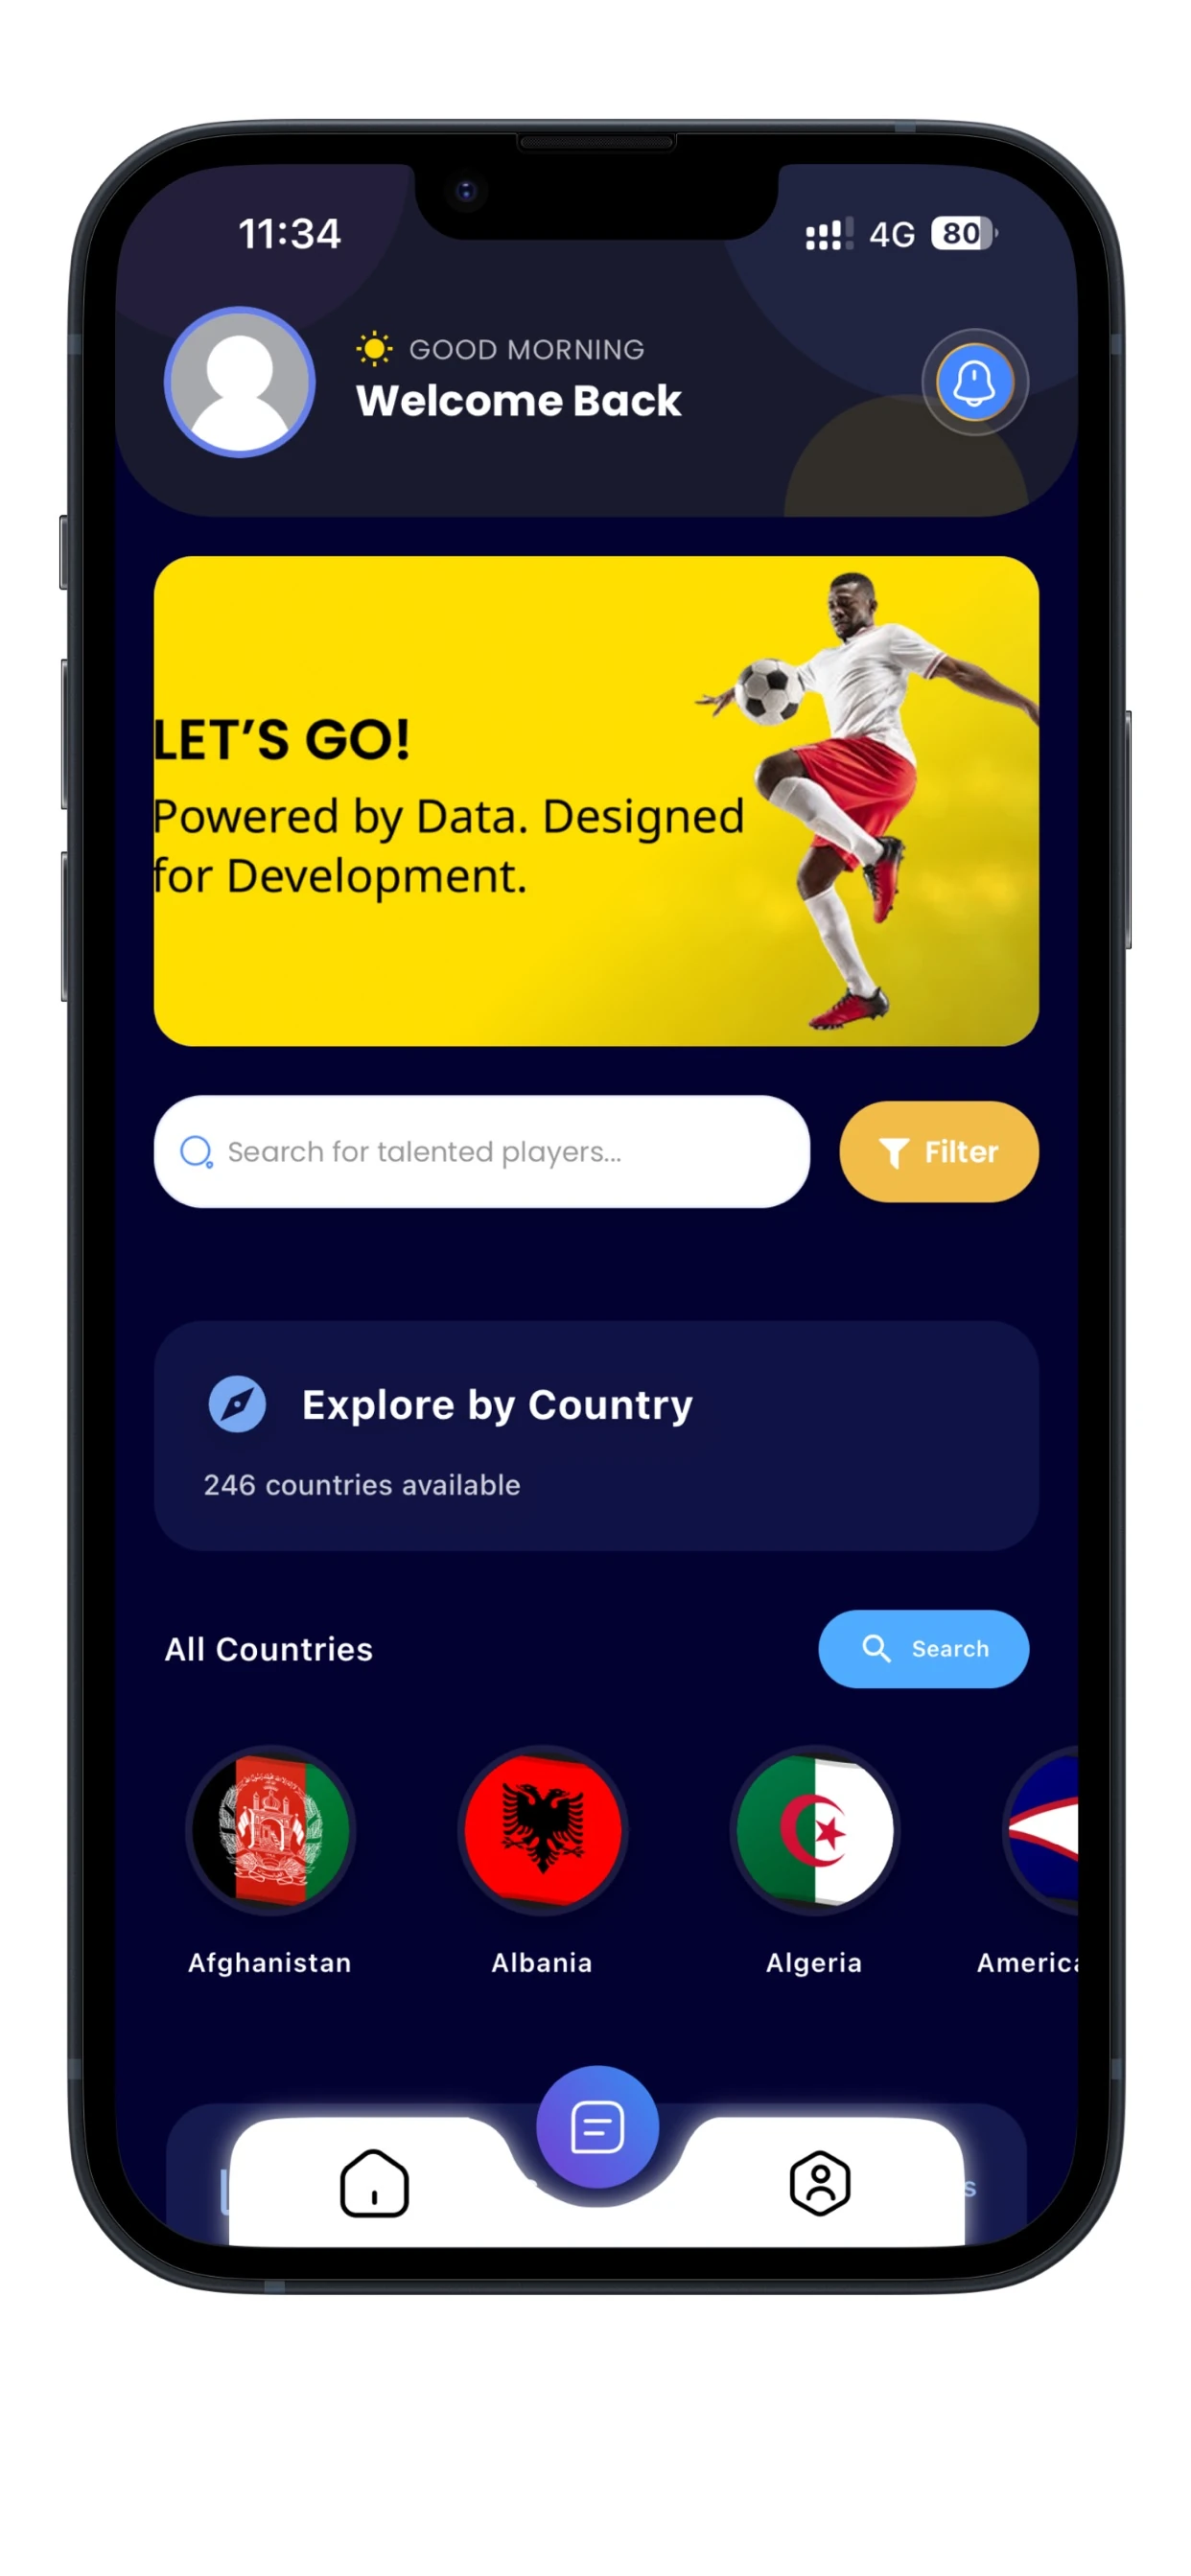 11:34
4G 80
GOOD MORNING
Welcome Back
LET’S GO!
Powered by Data. Designed
for Development.
Search for talented players...
Filter
Explore by Country
246 countries available
All Countries
Search
Afghanistan
Albania
Algeria